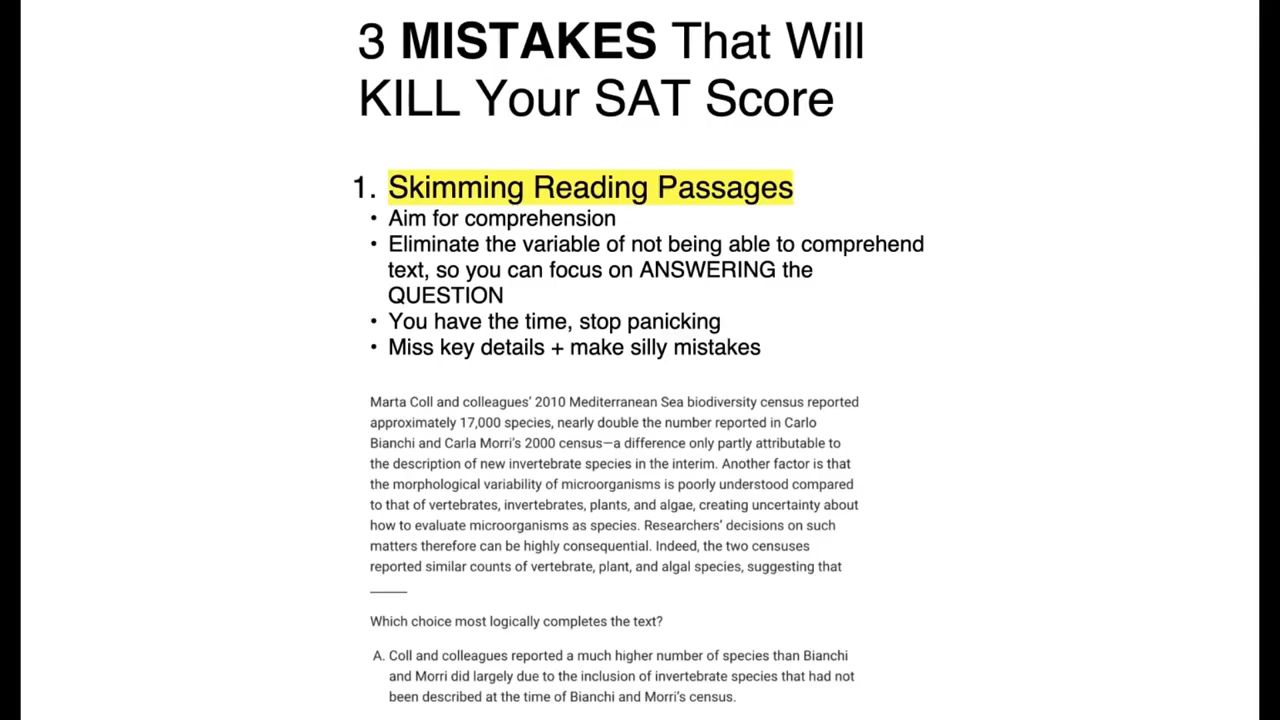 3 MISTAKES That Will
KILL Your SAT Score
1. Skimming Reading Passages
• Aim for comprehension
• Eliminate the variable of not being able to comprehend
text, so you can focus on ANSWERING the
QUESTION
• You have the time, stop panicking
• Miss key details + make silly mistakes
Marta Coll and colleagues’ 2010 Mediterranean Sea biodiversity census reported
approximately 17,000 species, nearly double the number reported in Carlo
Bianchi and Carla Morri’s 2000 census—a difference only partly attributable to
the description of new invertebrate species in the interim. Another factor is that
the morphological variability of microorganisms is poorly understood compared
to that of vertebrates, invertebrates, plants, and algae, creating uncertainty about
how to evaluate microorganisms as species. Researchers’ decisions on such
matters therefore can be highly consequential. Indeed, the two censuses
reported similar counts of vertebrate, plant, and algal species, suggesting that
_____
Which choice most logically completes the text?
A. Coll and colleagues reported a much higher number of species than Bianchi
and Morri did largely due to the inclusion of invertebrate species that had not
been described at the time of Bianchi and Morri’s census.